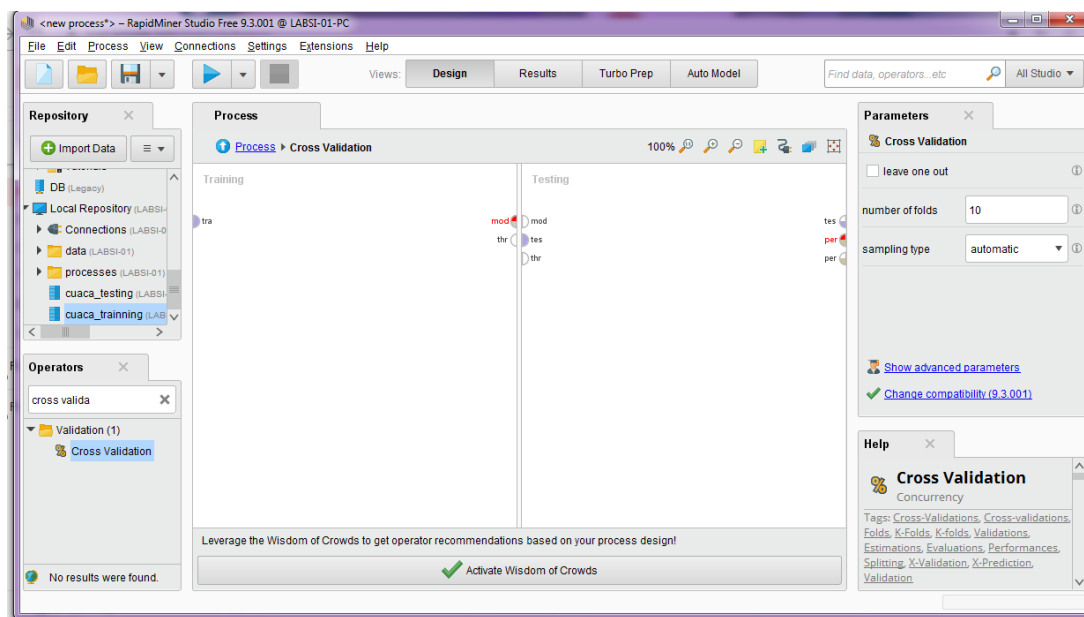 <new process*> – RapidMiner Studio Free 9.3.001 @ LABSI-01-PC
File Edit Process View Connections Settings Extensions Help
Views: Design Results Turbo Prep Auto Model Find data, operators...etc All Studio
Repository
Import Data
DB (Legacy)
Local Repository (LABSI-
Connections (LABSI-0
data (LABSI-01)
processes (LABSI-01)
cuaca_testing (LABSI-
cuaca_trainning (LAB
Operators
cross valida
Validation (1)
Cross Validation
No results were found.
Process
Process Cross Validation 100%
Training
tra
mod
thr
Testing
mod
tes
thr
tes
per
per
Leverage the Wisdom of Crowds to get operator recommendations based on your process design!
Activate Wisdom of Crowds
Parameters
Cross Validation
leave one out
number of folds 10
sampling type automatic
Show advanced parameters
Change compatibility (9.3.001)
Help
Cross Validation
Concurrency
Tags: Cross-Validations, Cross-validations,
Folds, K-Folds, K-folds, Validations,
Estimations, Evaluations, Performances,
Splitting, X-Validation, X-Prediction,
Validation